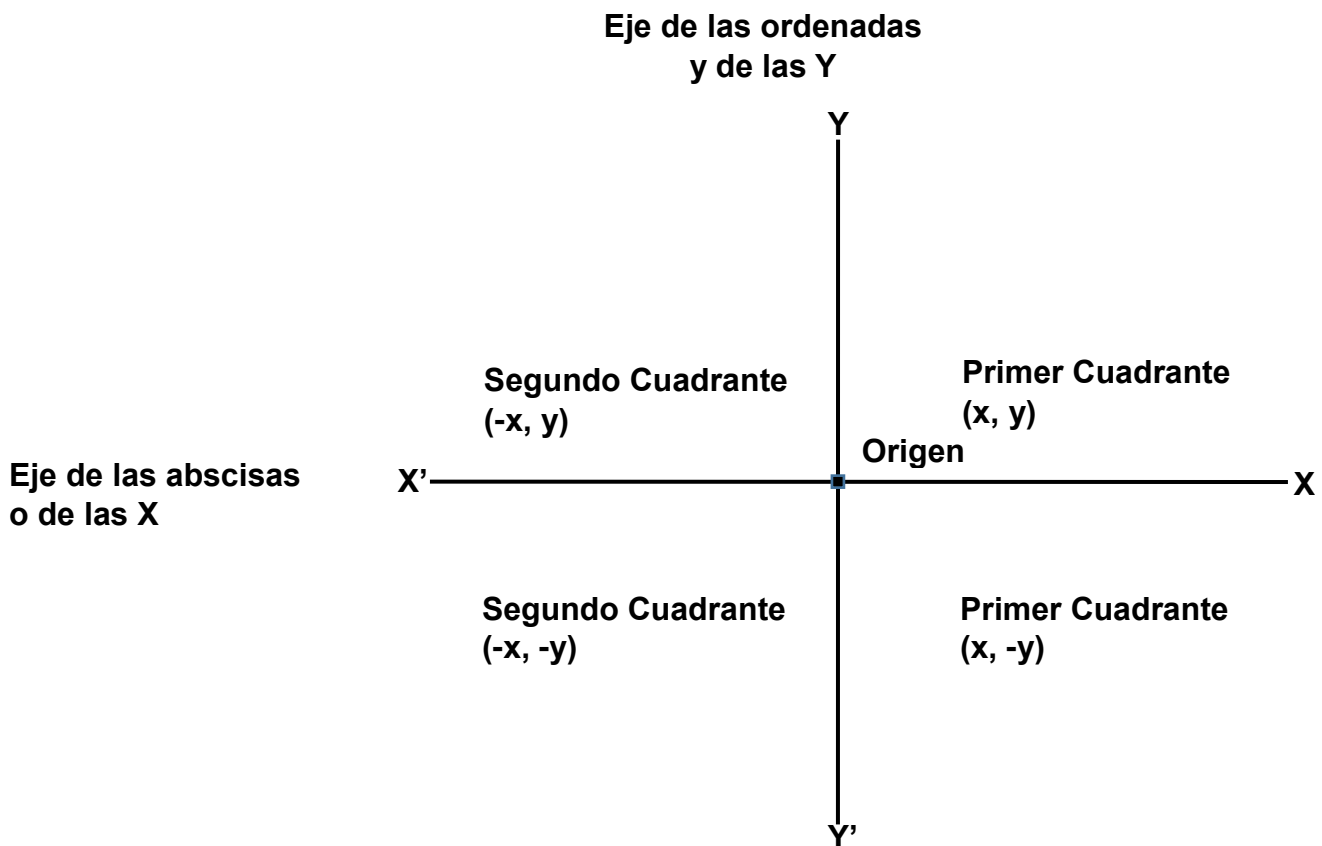 Eje de las ordenadas
y de las Y
Y
Segundo Cuadrante
(-x, y)
Primer Cuadrante
(x, y)
Origen
Eje de las abscisas
o de las X
X’
X
Segundo Cuadrante
(-x, -y)
Primer Cuadrante
(x, -y)
Y’